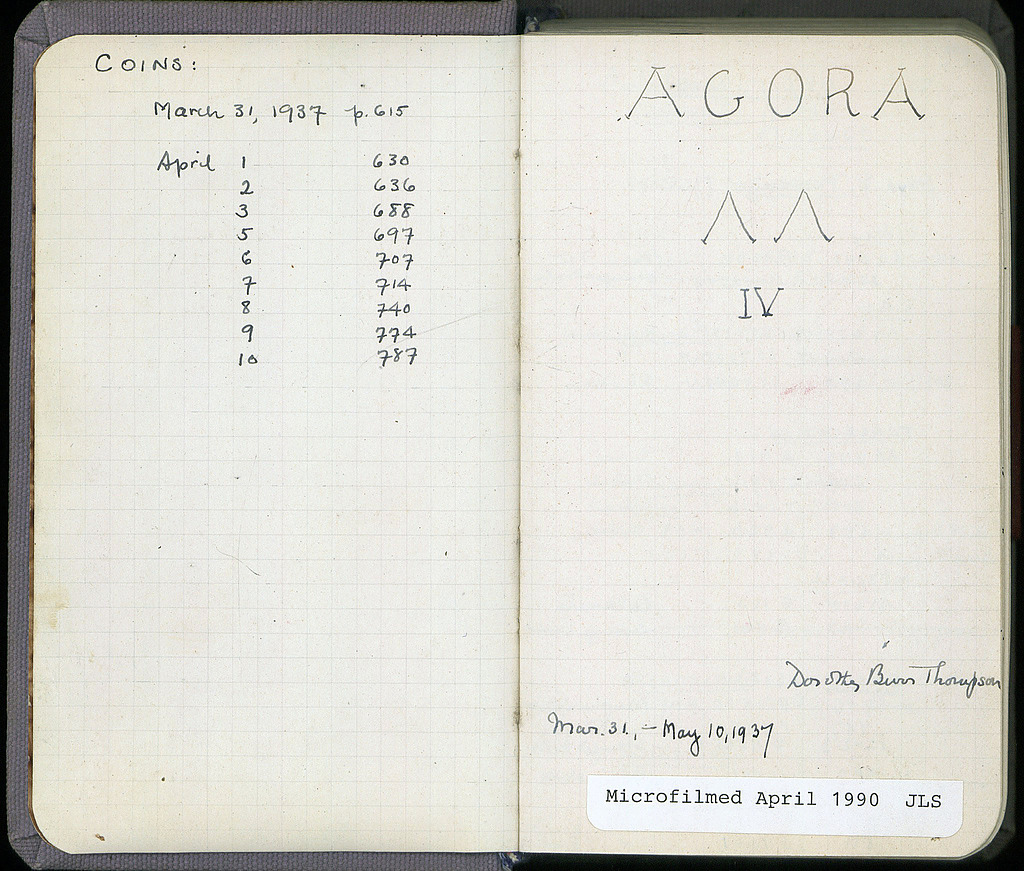 COINS:
March 31, 1937 p. 615
April 1 630
2 636
3 688
5 697
6 707
7 714
8 740
9 774
10 787
AGORA
ΛΛ
IV
Dorothy Burr Thompson
Mar. 31, – May 10, 1937
Microfilmed April 1990 JLS